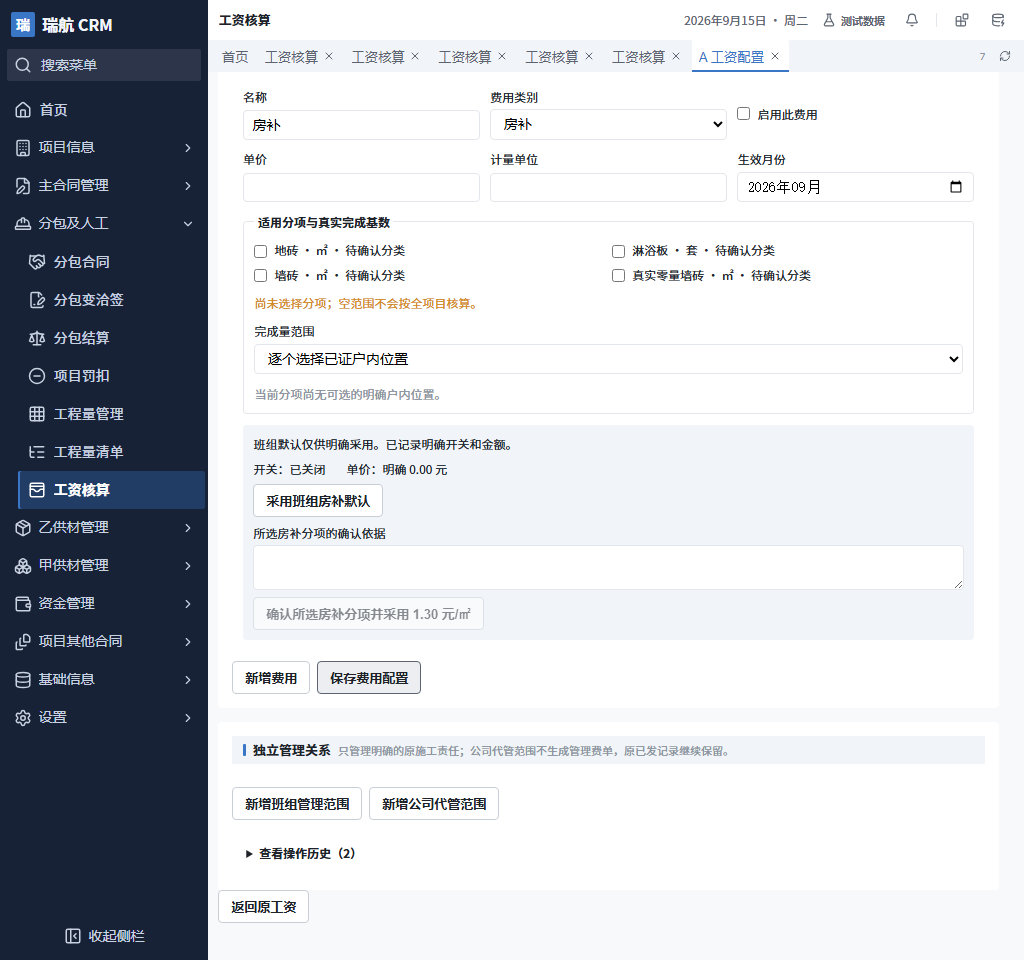 瑞 瑞航 CRM
搜索菜单
首页
项目信息
主合同管理
分包及人工
分包合同
分包变洽签
分包结算
项目罚扣
工程量管理
工程量清单
工资核算
乙供材管理
甲供材管理
资金管理
项目其他合同
基础信息
设置
收起侧栏
工资核算
2026年9月15日 · 周二 测试数据
首页 工资核算 × 工资核算 × 工资核算 × 工资核算 × 工资核算 × A 工资配置 × 7
名称 费用类别
房补 房补 启用此费用
单价 计量单位 生效月份
2026年09月
适用分项与真实完成基数
地砖 · ㎡ · 待确认分类 淋浴板 · 套 · 待确认分类
墙砖 · ㎡ · 待确认分类 真实零量墙砖 · ㎡ · 待确认分类
尚未选择分项；空范围不会按全项目核算。
完成量范围
逐个选择已证户内位置
当前分项尚无可选的明确户内位置。
班组默认仅供明确采用。已记录明确开关和金额。
开关：已关闭 单价：明确 0.00 元
采用班组房补默认
所选房补分项的确认依据
确认所选房补分项并采用 1.30 元/㎡
新增费用 保存费用配置
独立管理关系 只管理明确的原施工责任；公司代管范围不生成管理费单，原已发记录继续保留。
新增班组管理范围 新增公司代管范围
查看操作历史（2）
返回原工资